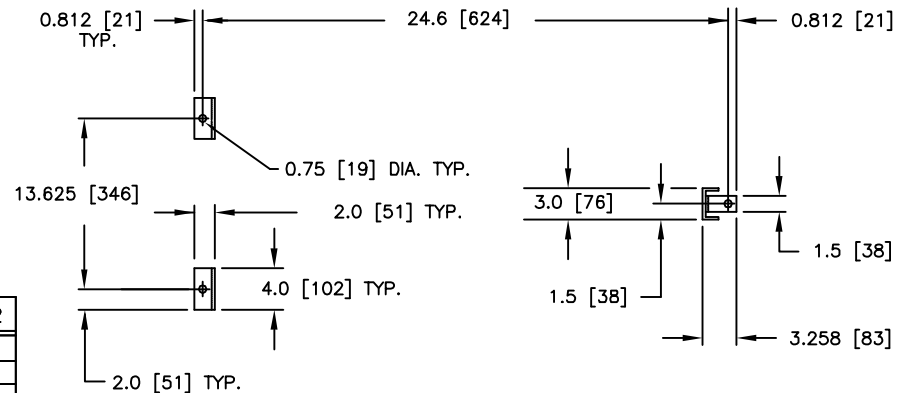 0.812 [21]
TYP.
24.6 [624]
0.812 [21]
0.75 [19] DIA. TYP.
13.625 [346]
2.0 [51] TYP.
3.0 [76]
1.5 [38]
4.0 [102] TYP.
1.5 [38]
3.258 [83]
2.0 [51] TYP.